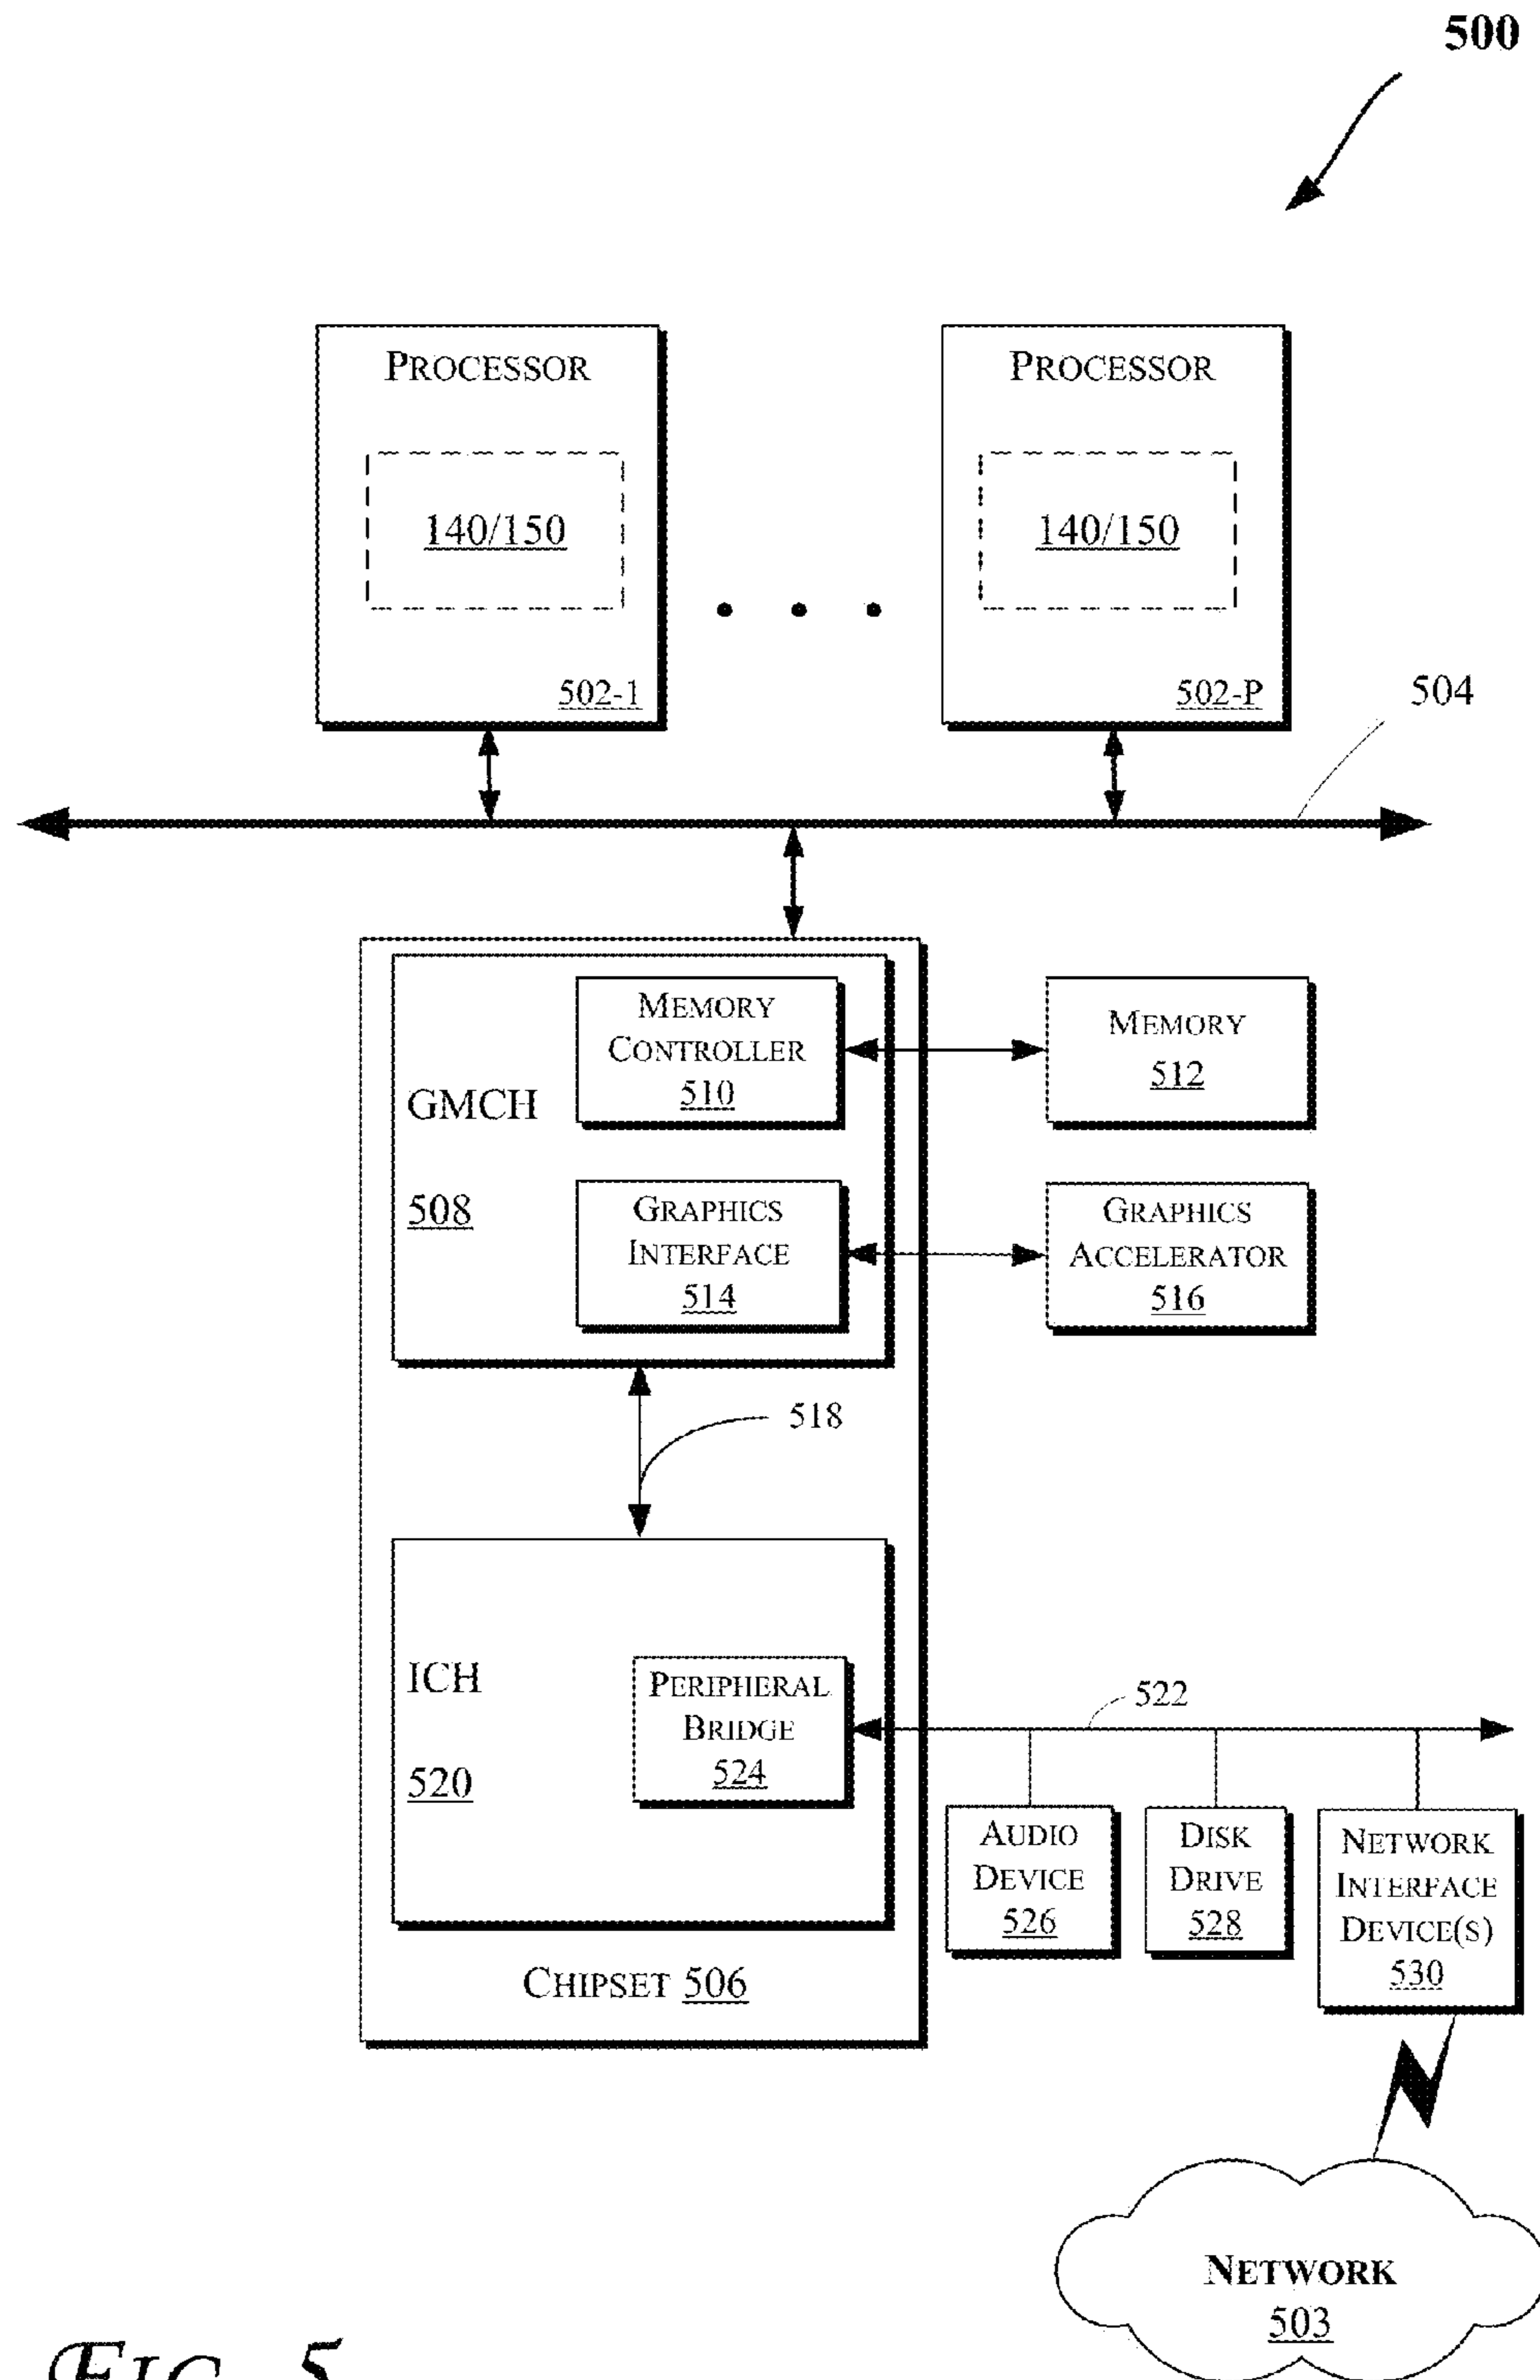 500
PROCESSOR
140/150
502-1
PROCESSOR
140/150
502-P
504
MEMORY
CONTROLLER
510
MEMORY
512
GMCH
508
GRAPHICS
INTERFACE
514
GRAPHICS
ACCELERATOR
516
518
ICH
520
PERIPHERAL
BRIDGE
524
522
AUDIO
DEVICE
526
DISK
DRIVE
528
NETWORK
INTERFACE
DEVICE(S)
530
CHIPSET 506
NETWORK
503
FIG. 5